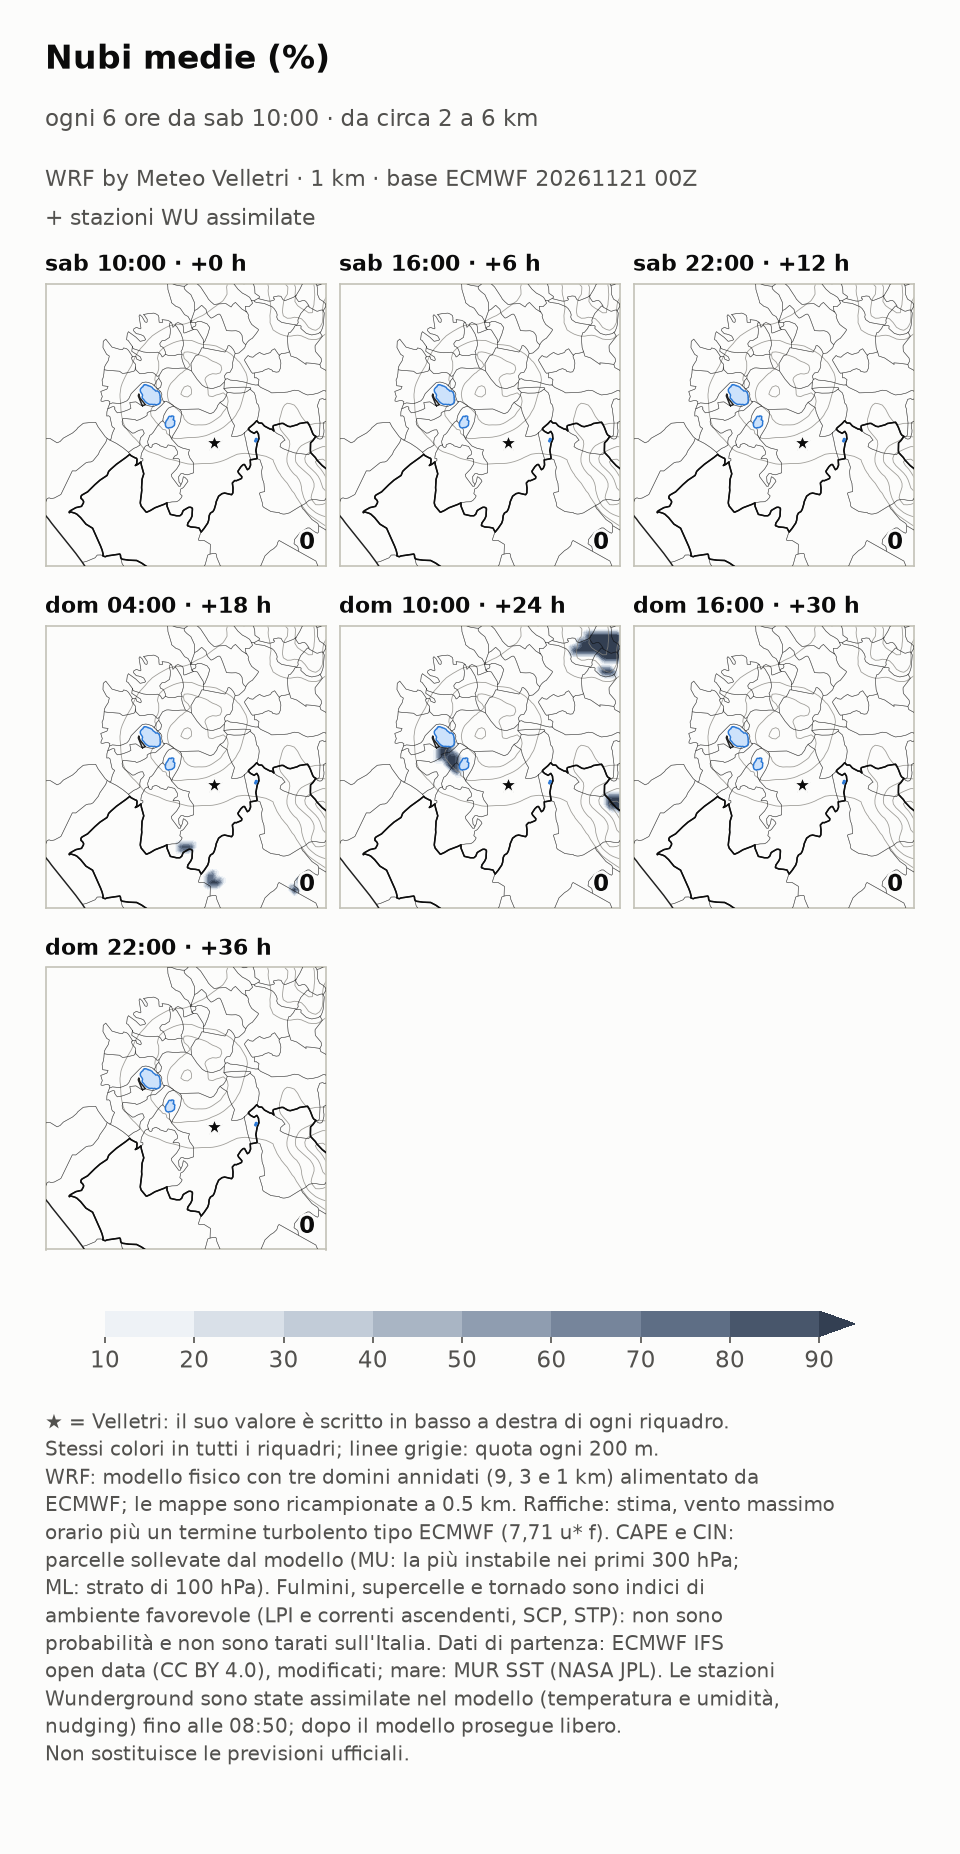 Nubi medie (%)
ogni 6 ore da sab 10:00 · da circa 2 a 6 km
WRF by Meteo Velletri · 1 km · base ECMWF 20261121 00Z
+ stazioni WU assimilate
sab 10:00 · +0 h
sab 16:00 · +6 h
sab 22:00 · +12 h
0
0
0
dom 04:00 · +18 h
dom 10:00 · +24 h
dom 16:00 · +30 h
0
0
0
dom 22:00 · +36 h
0
10 20 30 40 50 60 70 80 90
★ = Velletri: il suo valore è scritto in basso a destra di ogni riquadro.
Stessi colori in tutti i riquadri; linee grigie: quota ogni 200 m.
WRF: modello fisico con tre domini annidati (9, 3 e 1 km) alimentato da
ECMWF; le mappe sono ricampionate a 0.5 km. Raffiche: stima, vento massimo
orario più un termine turbolento tipo ECMWF (7,71 u* f). CAPE e CIN:
parcelle sollevate dal modello (MU: la più instabile nei primi 300 hPa;
ML: strato di 100 hPa). Fulmini, supercelle e tornado sono indici di
ambiente favorevole (LPI e correnti ascendenti, SCP, STP): non sono
probabilità e non sono tarati sull'Italia. Dati di partenza: ECMWF IFS
open data (CC BY 4.0), modificati; mare: MUR SST (NASA JPL). Le stazioni
Wunderground sono state assimilate nel modello (temperatura e umidità,
nudging) fino alle 08:50; dopo il modello prosegue libero.
Non sostituisce le previsioni ufficiali.